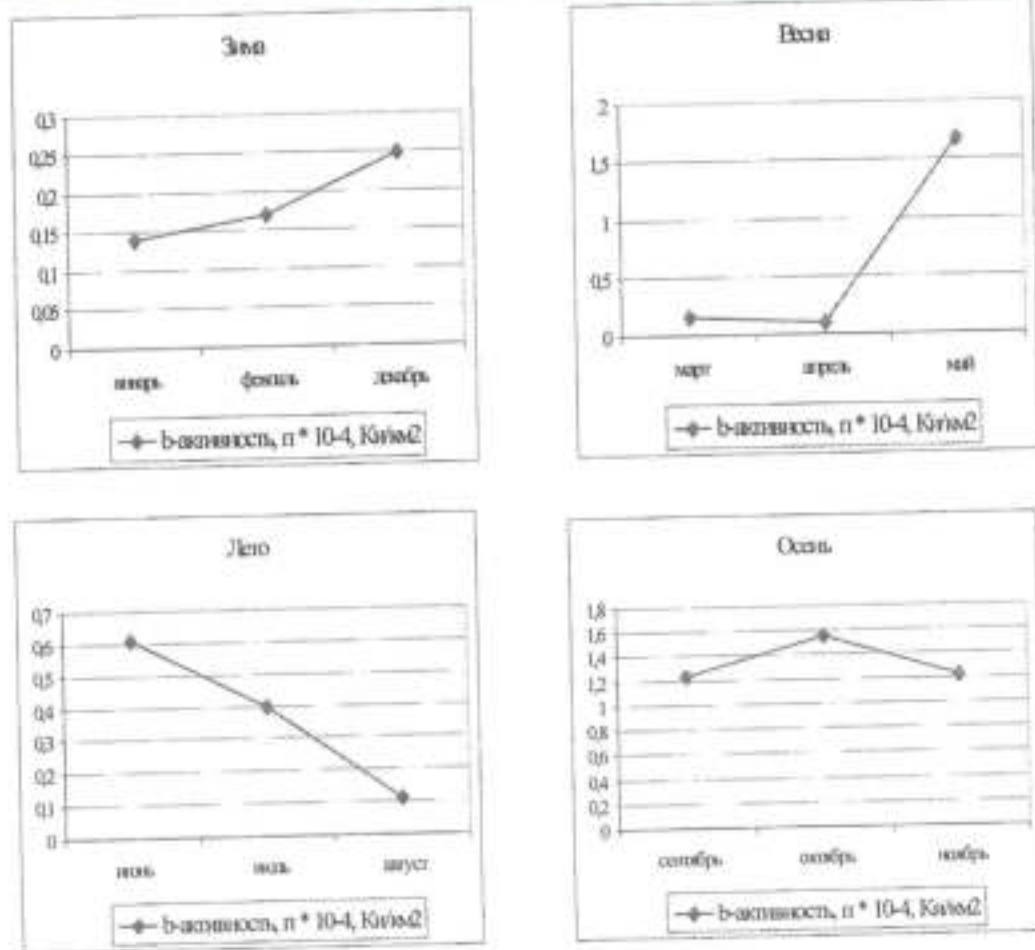 Зима
0,3
0,25
0,2
0,15
0,1
0,05
0
январь февраль декабрь
b-активность, п * 10-4, Ки/км2
Весна
2
1,5
1
0,5
0
март апрель май
b-активность, п * 10-4, Ки/км2
Лето
0,7
0,6
0,5
0,4
0,3
0,2
0,1
0
июнь июль август
b-активность, п * 10-4, Ки/км2
Осень
1,8
1,6
1,4
1,2
1
0,8
0,6
0,4
0,2
0
сентябрь октябрь ноябрь
b-активность, п * 10-4, Ки/км2